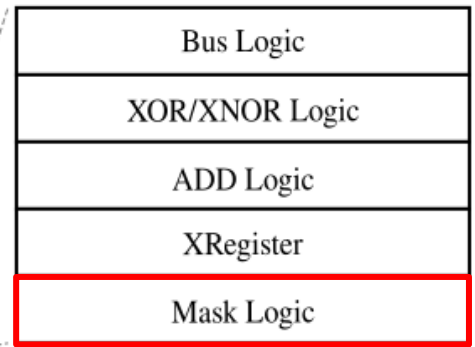 Bus Logic
XOR/XNOR Logic
ADD Logic
XRegister
Mask Logic